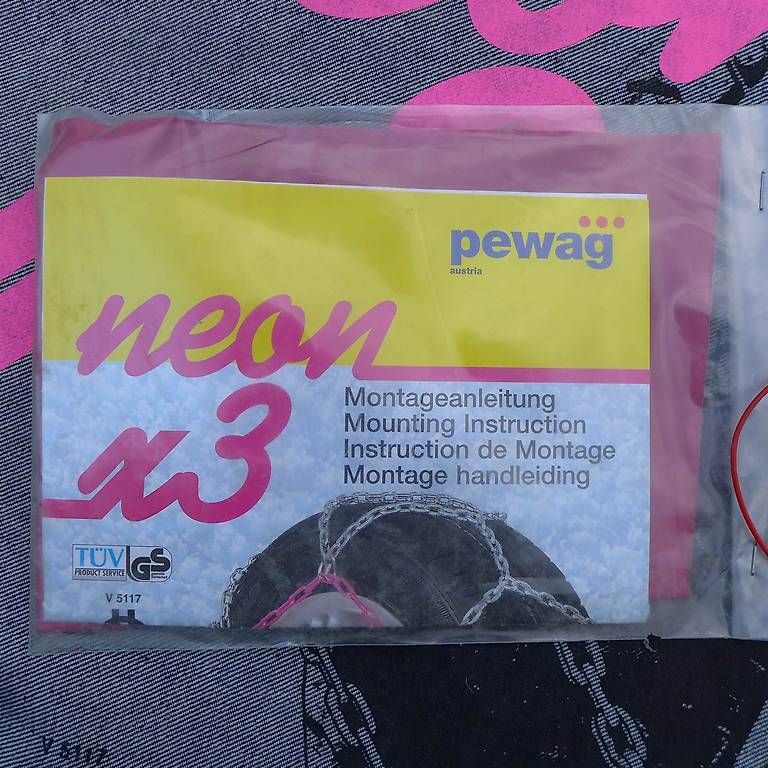 pewag
austria
neon
x3
Montageanleitung
Mounting Instruction
Instruction de Montage
Montage handleiding
TÜV
PRODUCT SERVICE
GS
V 5117
V 5117